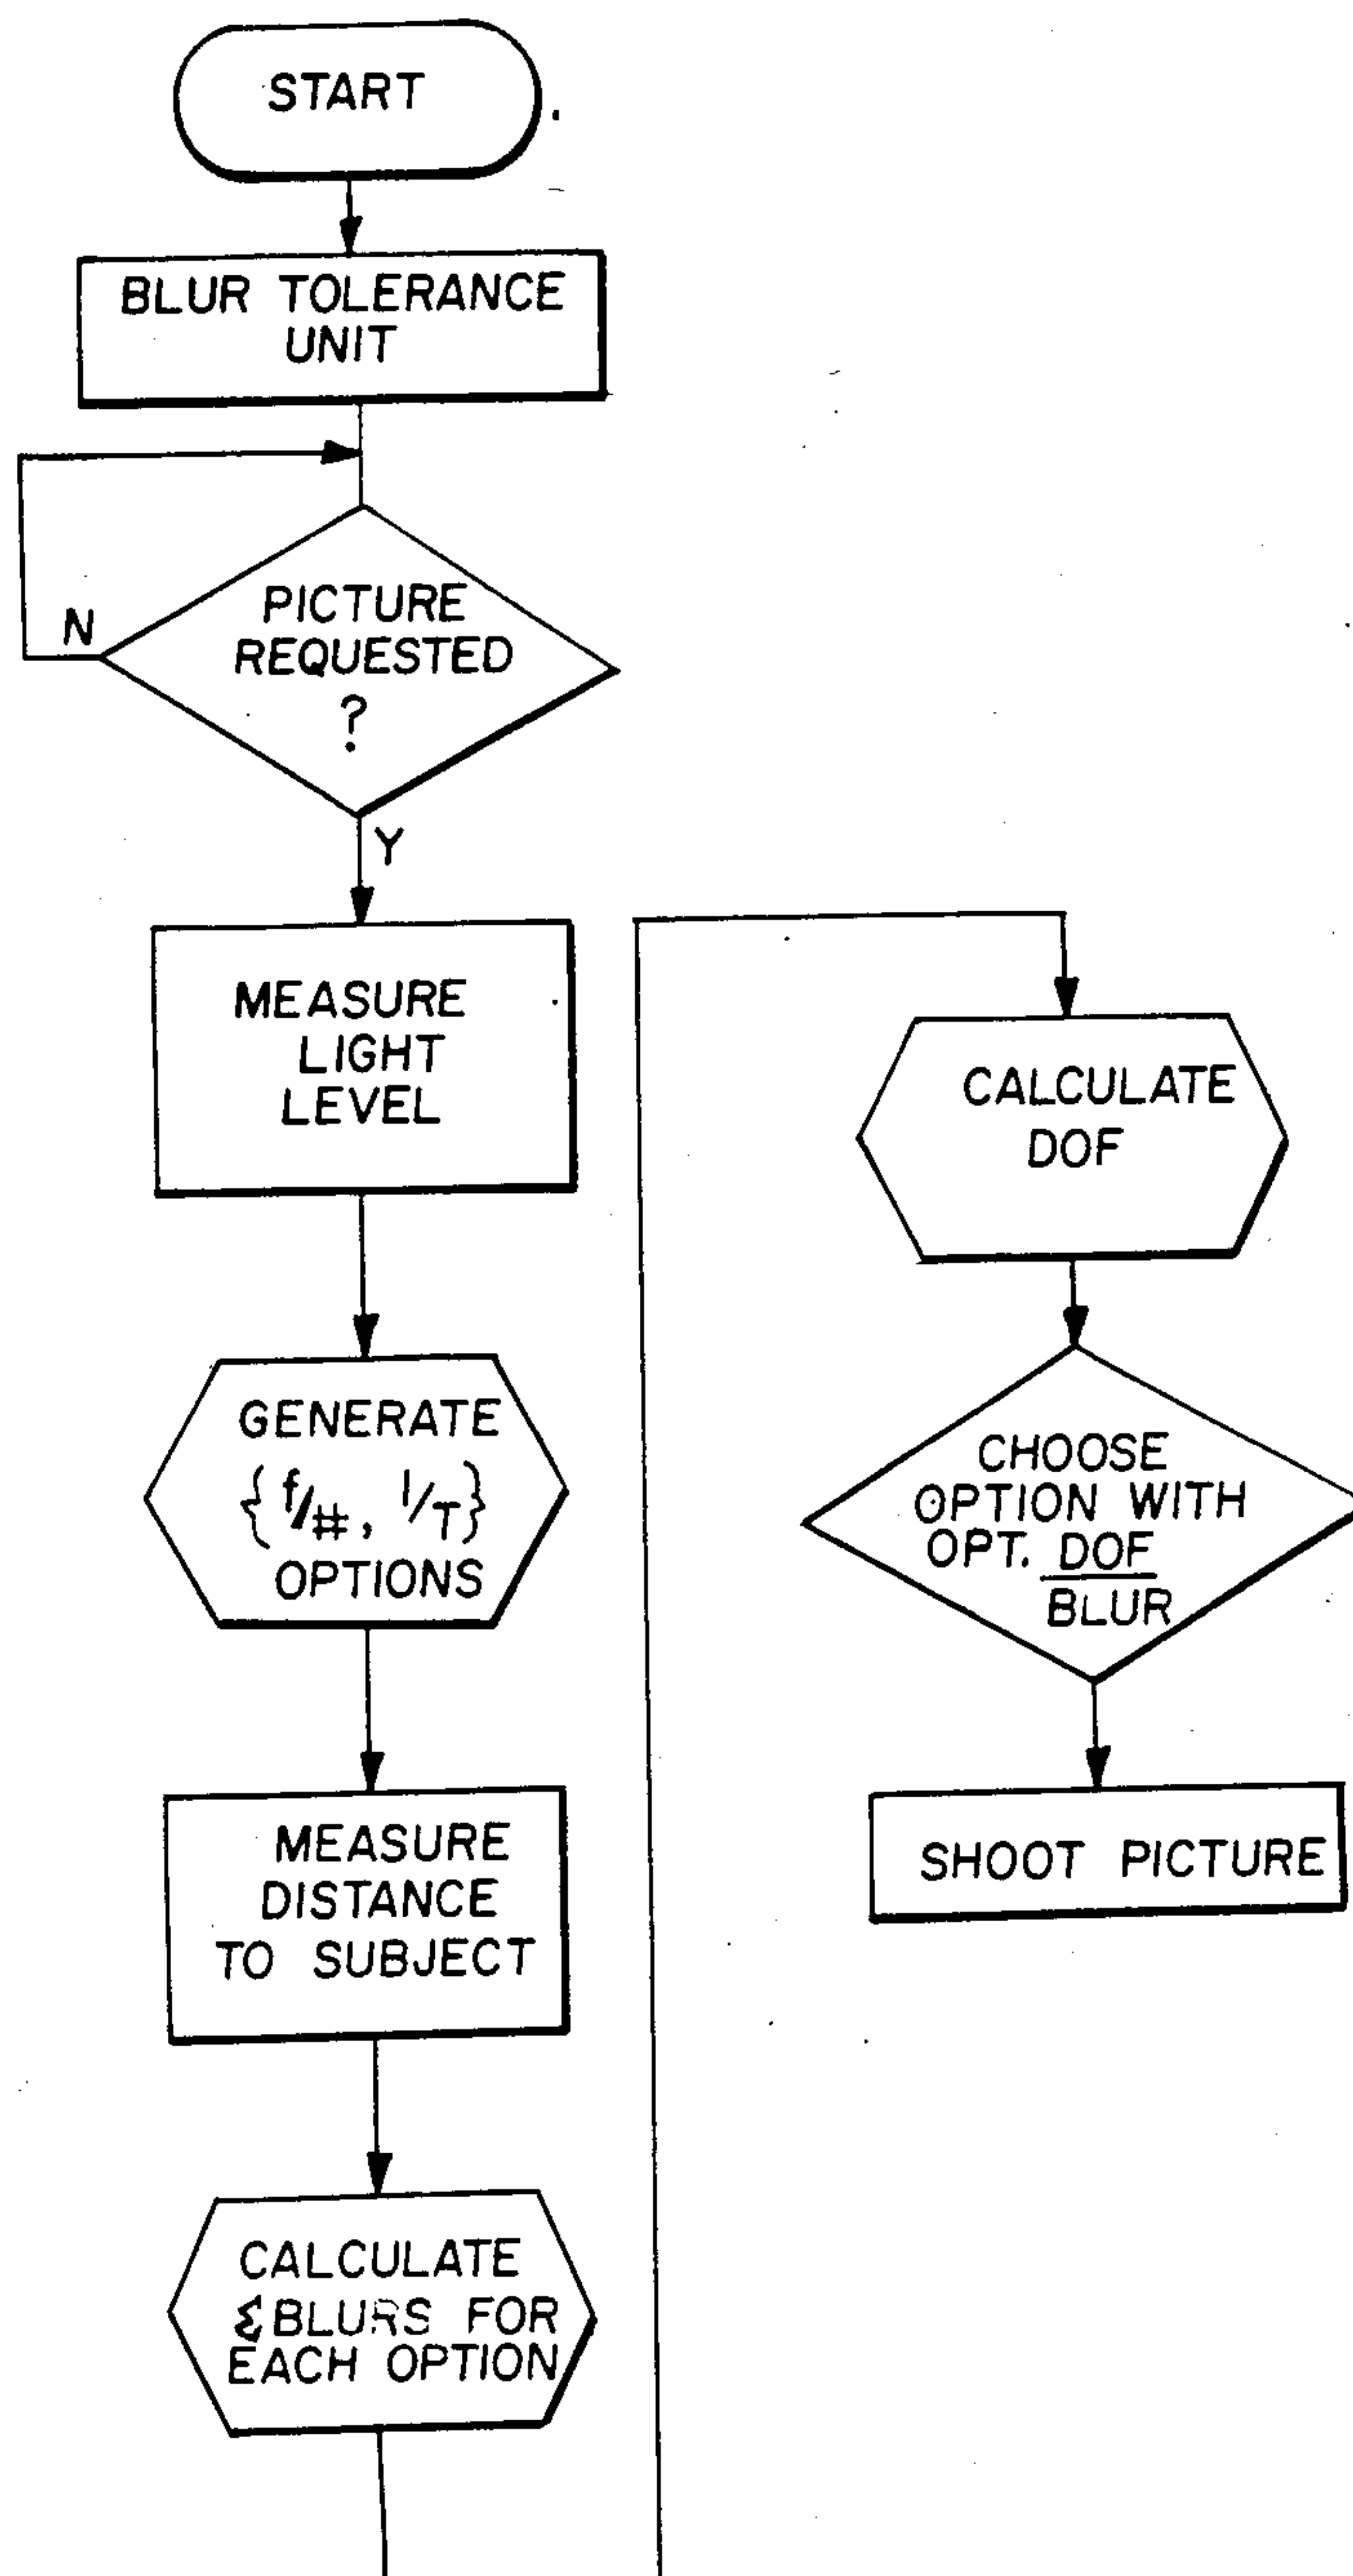 START
BLUR TOLERANCE
UNIT
PICTURE
REQUESTED
?
N
Y
MEASURE
LIGHT
LEVEL
GENERATE
{f/#, 1/T}
OPTIONS
MEASURE
DISTANCE
TO SUBJECT
CALCULATE
ΣBLURS FOR
EACH OPTION
CALCULATE
DOF
CHOOSE
OPTION WITH
OPT. DOF
BLUR
SHOOT PICTURE